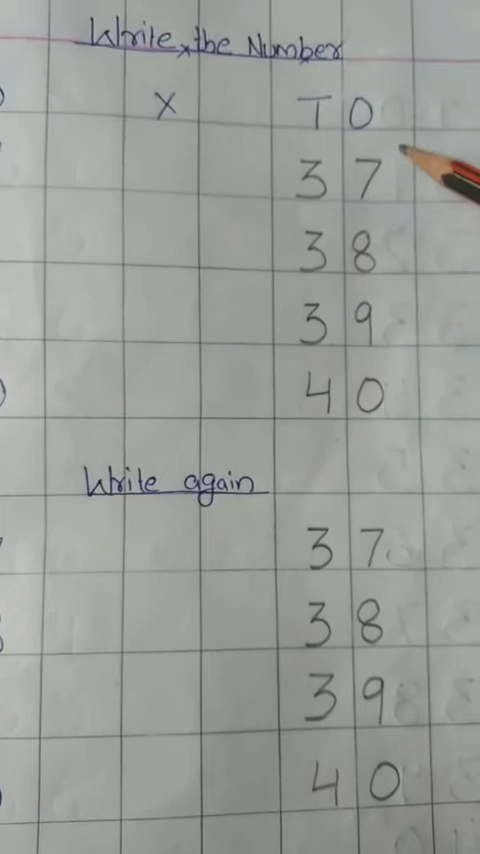 Write the Number
X T O
3 7
3 8
3 9
4 0
Write again
3 7
3 8
3 9
4 0